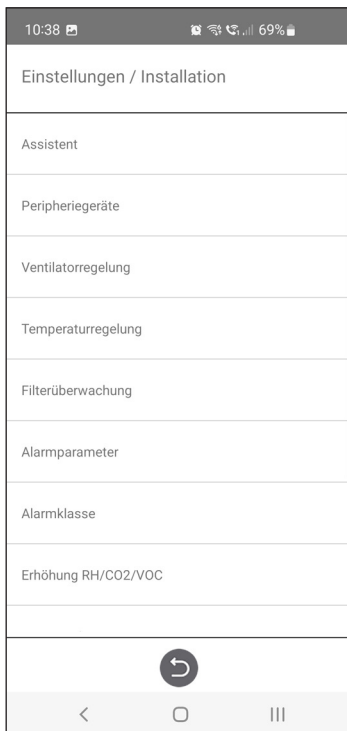 10:38 69%
Einstellungen / Installation
Assistent
Peripheriegeräte
Ventilatorregelung
Temperaturregelung
Filterüberwachung
Alarmparameter
Alarmklasse
Erhöhung RH/CO2/VOC